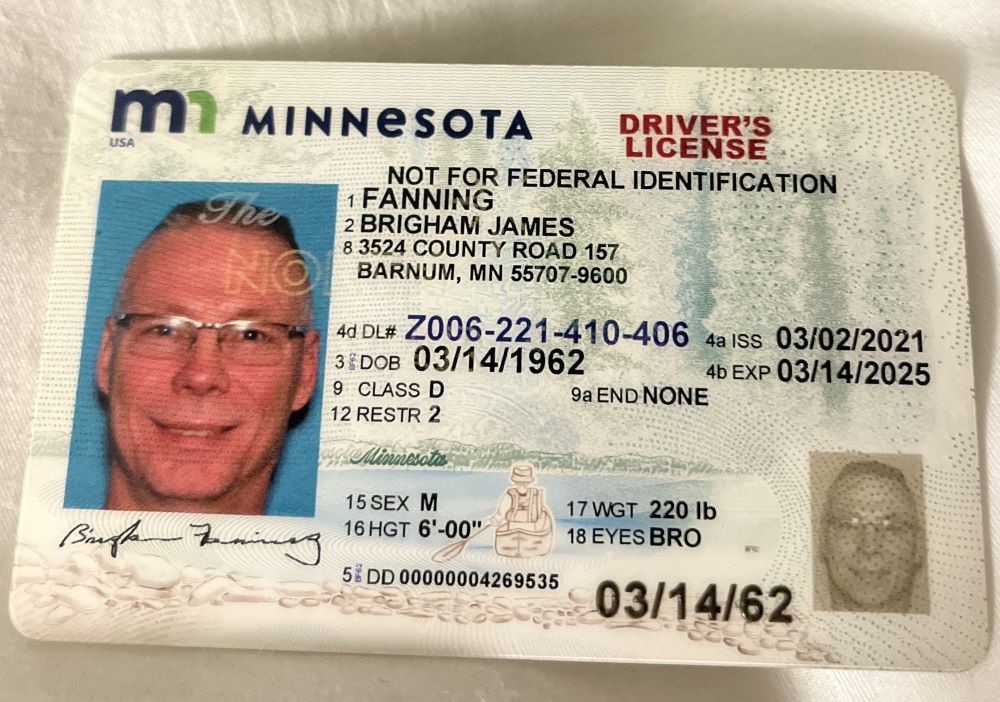 mn MINNESOTA
USA
DRIVER'S
LICENSE
NOT FOR FEDERAL IDENTIFICATION
The
1 FANNING
2 BRIGHAM JAMES
8 3524 COUNTY ROAD 157
BARNUM, MN 55707-9600
4d DL# Z006-221-410-406 4a ISS 03/02/2021
3 DOB 03/14/1962 4b EXP 03/14/2025
9 CLASS D 9a END NONE
12 RESTR 2
Minnesota
15 SEX M 17 WGT 220 lb
16 HGT 6'-00" 18 EYES BRO
Brigham Fanning
5 DD 00000004269535
03/14/62